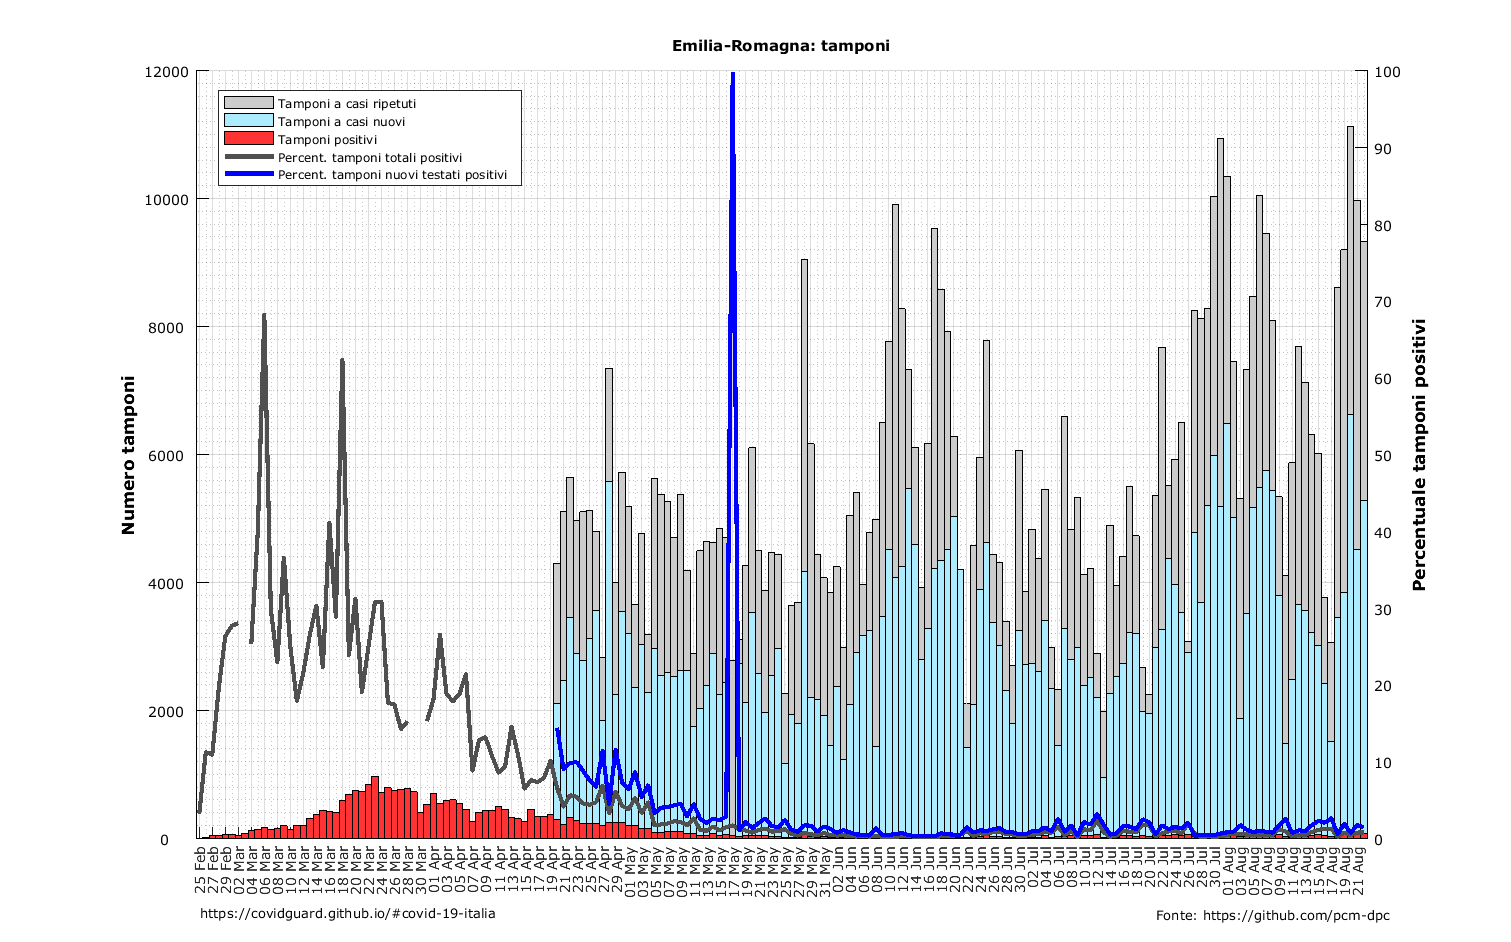 Emilia-Romagna: tamponi
12000
10000
8000
6000
4000
2000
0
Numero tamponi
Tamponi a casi ripetuti
Tamponi a casi nuovi
Tamponi positivi
Percent. tamponi totali positivi
Percent. tamponi nuovi testati positivi
100
90
80
70
60
50
40
30
20
10
0
Percentuale tamponi positivi
25 Feb
27 Feb
29 Feb
02 Mar
04 Mar
06 Mar
08 Mar
10 Mar
12 Mar
14 Mar
16 Mar
18 Mar
20 Mar
22 Mar
24 Mar
26 Mar
28 Mar
30 Mar
01 Apr
03 Apr
05 Apr
07 Apr
09 Apr
11 Apr
13 Apr
15 Apr
17 Apr
19 Apr
21 Apr
23 Apr
25 Apr
27 Apr
29 Apr
01 May
03 May
05 May
07 May
09 May
11 May
13 May
15 May
17 May
19 May
21 May
23 May
25 May
27 May
29 May
31 May
02 Jun
04 Jun
06 Jun
08 Jun
10 Jun
12 Jun
14 Jun
16 Jun
18 Jun
20 Jun
22 Jun
24 Jun
26 Jun
28 Jun
30 Jun
02 Jul
04 Jul
06 Jul
08 Jul
10 Jul
12 Jul
14 Jul
16 Jul
18 Jul
20 Jul
22 Jul
24 Jul
26 Jul
28 Jul
30 Jul
01 Aug
03 Aug
05 Aug
07 Aug
09 Aug
11 Aug
13 Aug
15 Aug
17 Aug
19 Aug
21 Aug
https://covidguard.github.io/#covid-19-italia
Fonte: https://github.com/pcm-dpc